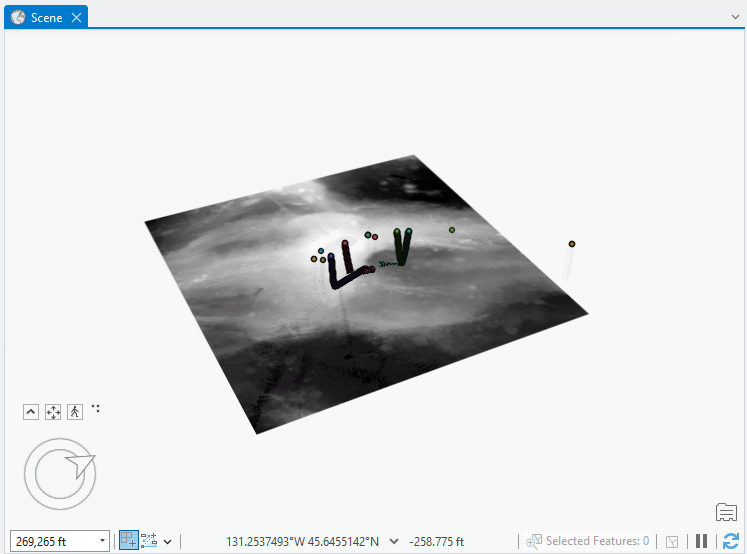 Scene
269,265 ft
131.2537493°W 45.6455142°N
-258.775 ft
Selected Features: 0